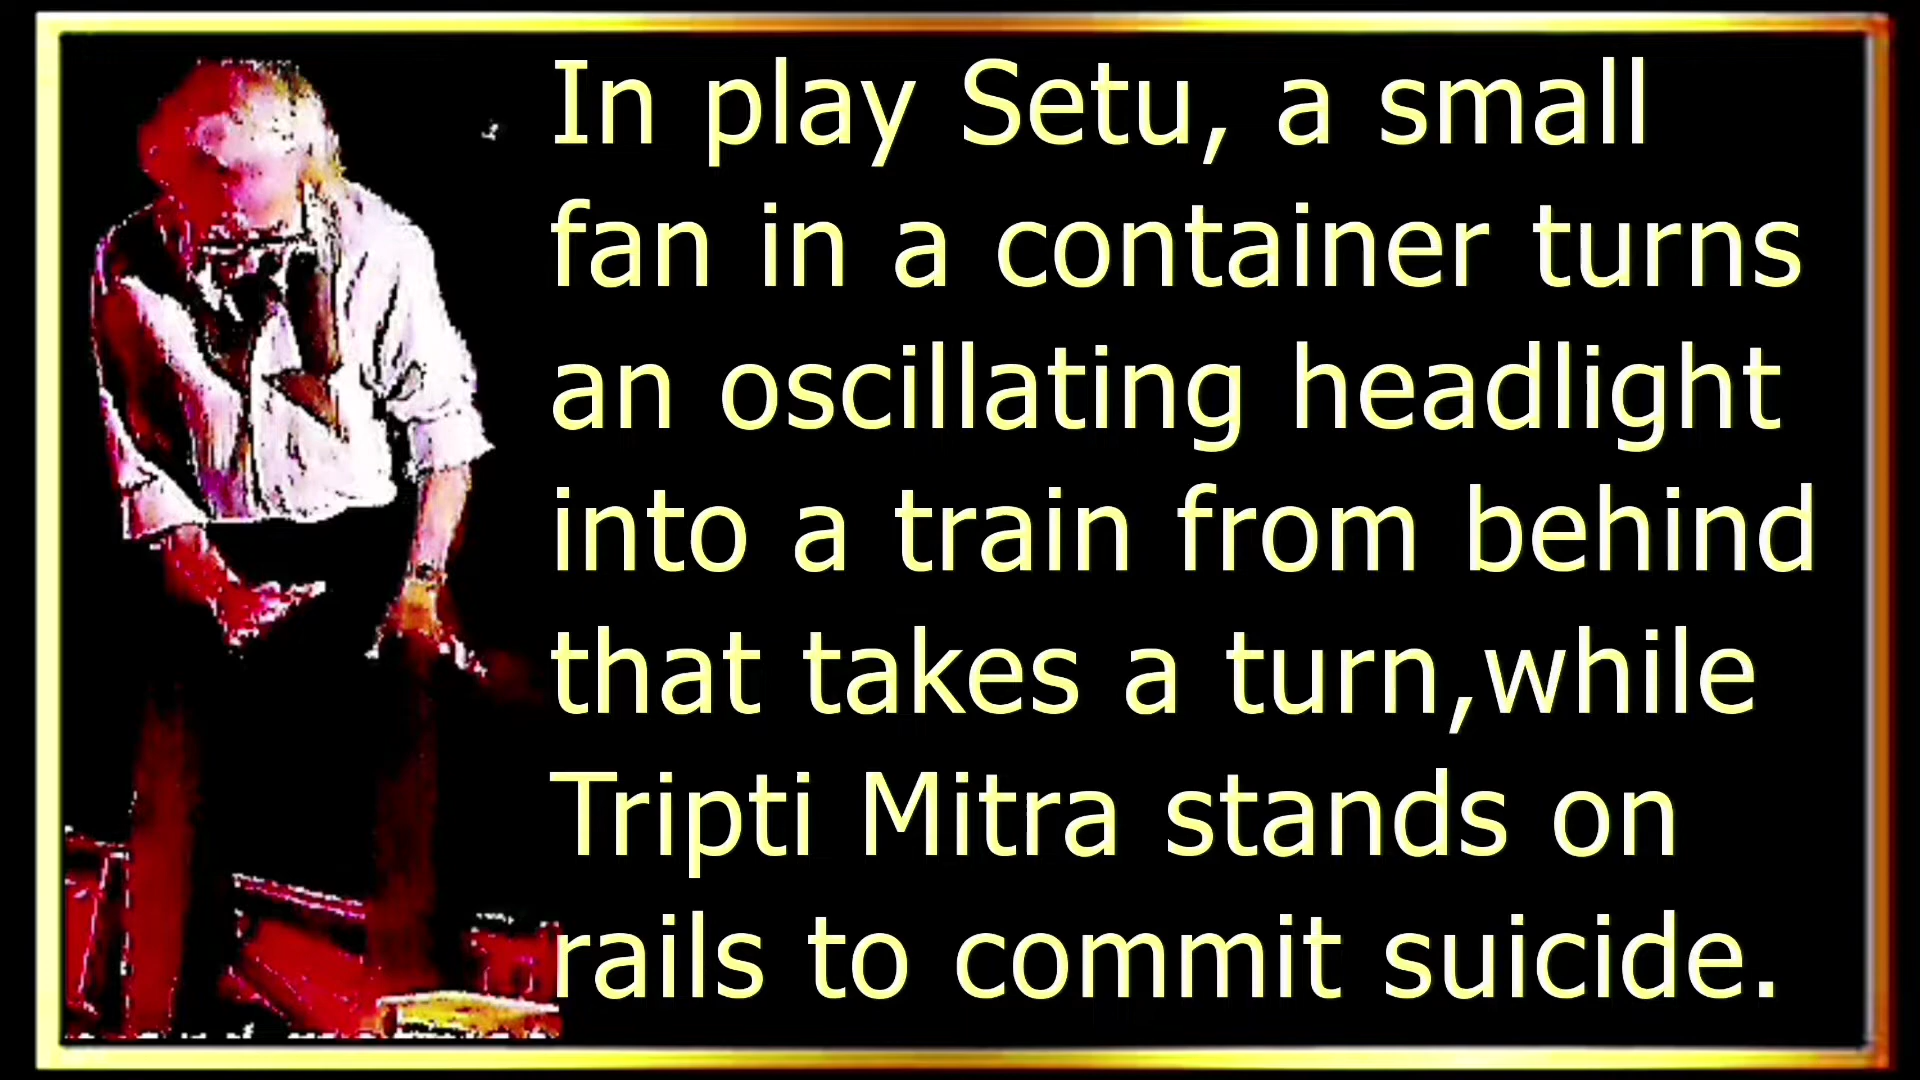 In play Setu, a small
fan in a container turns
an oscillating headlight
into a train from behind
that takes a turn,while
Tripti Mitra stands on
rails to commit suicide.